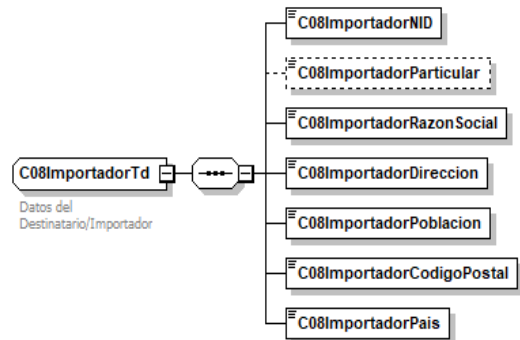 C08ImportadorNID
C08ImportadorParticular
C08ImportadorRazonSocial
C08ImportadorTd
Datos del
Destinatario/Importador
C08ImportadorDireccion
C08ImportadorPoblacion
C08ImportadorCodigoPostal
C08ImportadorPais